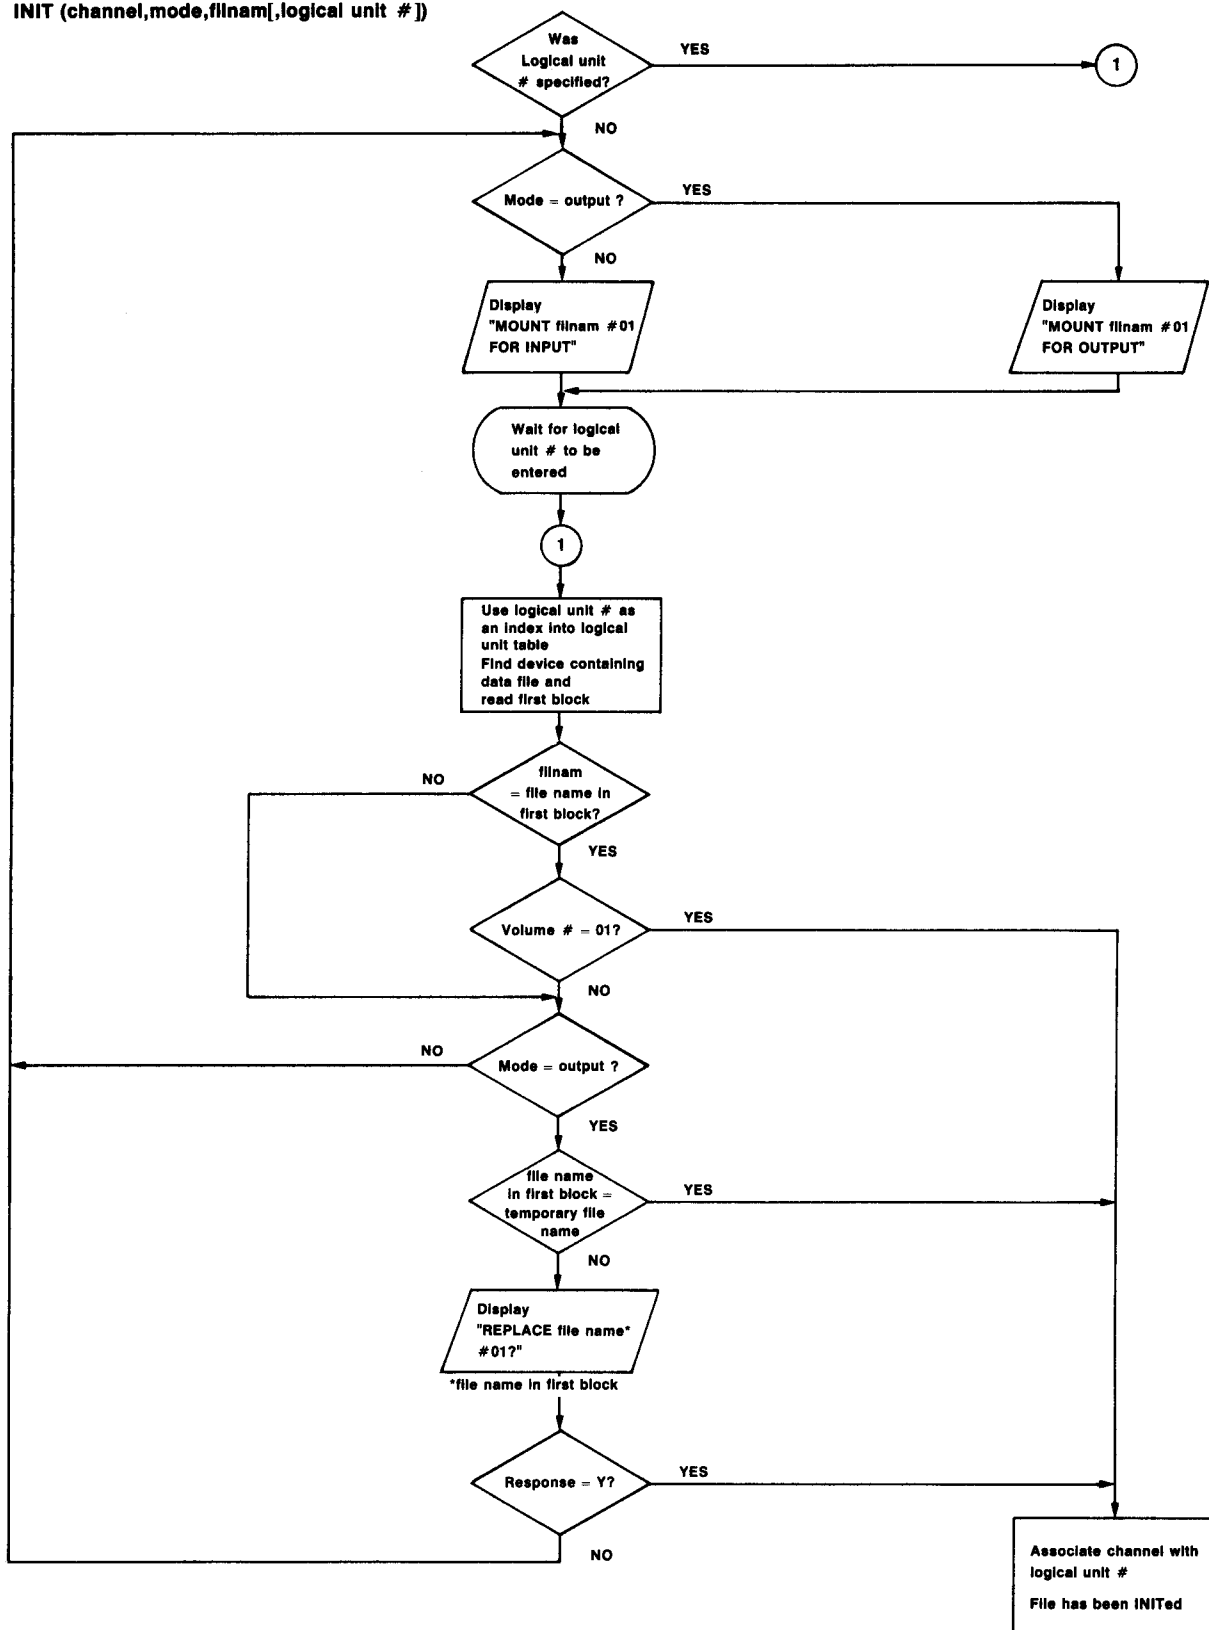 INIT (channel,mode,filnam[,logical unit #])
Was
Logical unit
# specified?
YES
1
NO
Mode = output ?
YES
NO
Display
"MOUNT filnam #01
FOR INPUT"
Display
"MOUNT filnam #01
FOR OUTPUT"
Wait for logical
unit # to be
entered
1
Use logical unit # as
an index into logical
unit table
Find device containing
data file and
read first block
filnam
= file name in
first block?
NO
YES
Volume # = 01?
YES
NO
Mode = output ?
NO
YES
file name
in first block =
temporary file
name
YES
NO
Display
"REPLACE file name*
#01?"
*file name in first block
Response = Y?
YES
NO
Associate channel with
logical unit #
File has been INITed